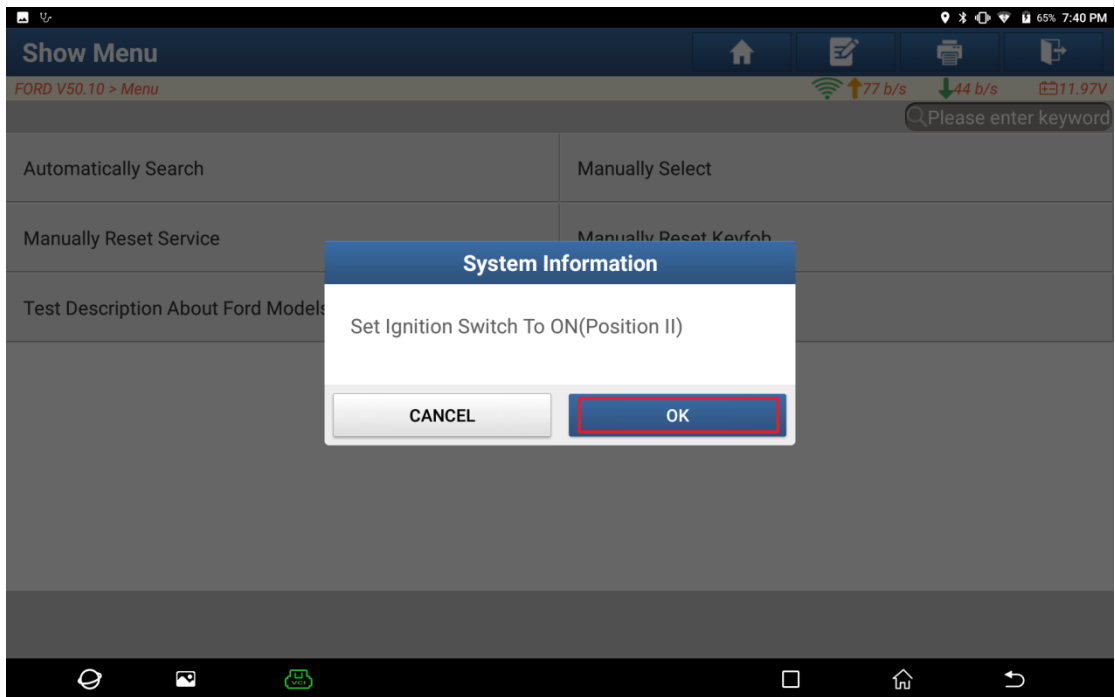 65% 7:40 PM
Show Menu
FORD V50.10 > Menu
77 b/s
44 b/s
11.97V
Please enter keyword
Automatically Search
Manually Select
Manually Reset Service
Manually Reset Keyfob
System Information
Test Description About Ford Models
Set Ignition Switch To ON(Position II)
CANCEL
OK
VCI